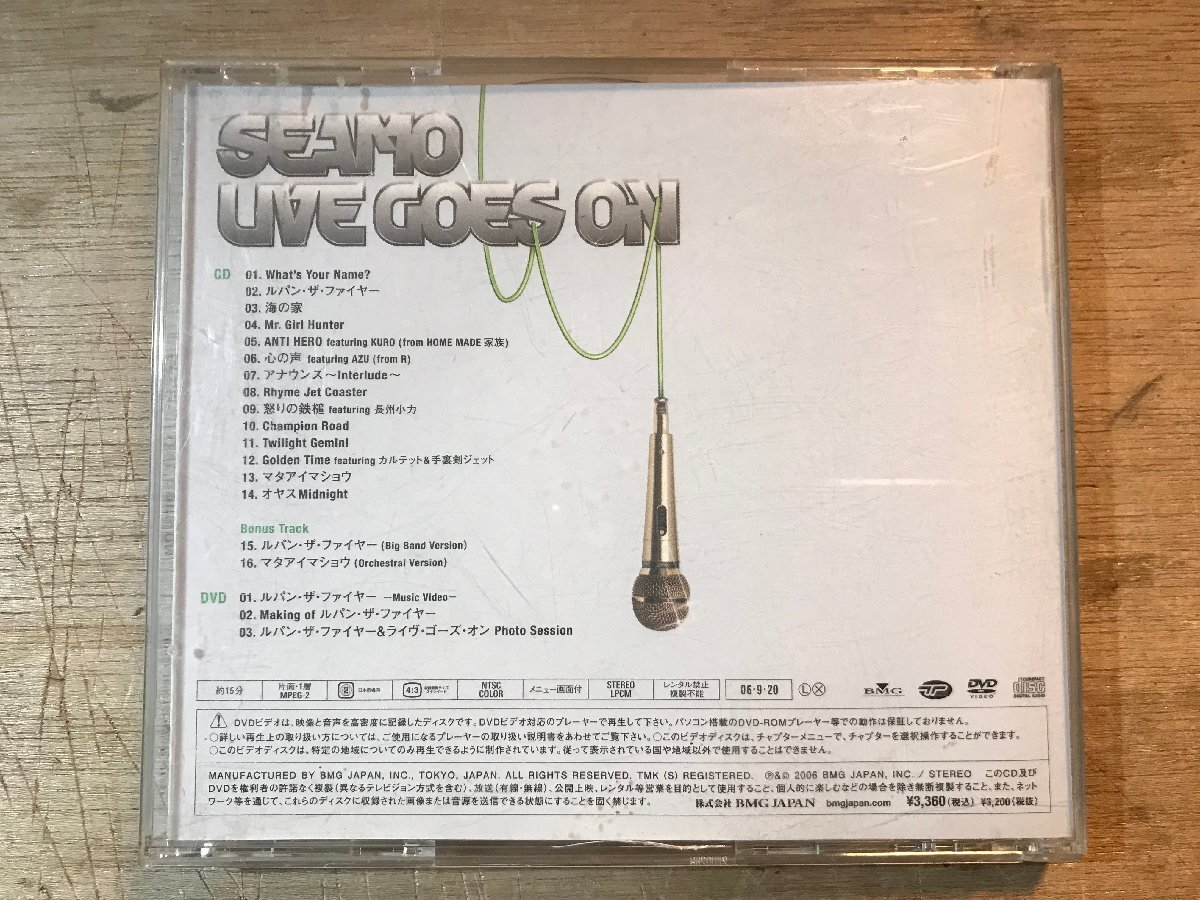 SEAMO
LIVE GOES ON
CD 01. What's Your Name?
02. ルパン・ザ・ファイヤー
03. 海の家
04. Mr. Girl Hunter
05. ANTI HERO featuring KURO (from HOME MADE 家族)
06. 心の声 featuring AZU (from R)
07. アナウンス～Interlude～
08. Rhyme Jet Coaster
09. 怒りの鉄槌 featuring 長州小力
10. Champion Road
11. Twilight Gemini
12. Golden Time featuring カルテット&手裏剣ジェット
13. マタアイマショウ
14. オヤスMidnight
Bonus Track
15. ルパン・ザ・ファイヤー (Big Band Version)
16. マタアイマショウ (Orchestral Version)
DVD 01. ルパン・ザ・ファイヤー －Music Video－
02. Making of ルパン・ザ・ファイヤー
03. ルパン・ザ・ファイヤー&ライヴ・ゴーズ・オン Photo Session
約15分 片面・1層 MPEG-2 2 日本市場向 4:3 NTSC COLOR メニュー画面付 STEREO LPCM レンタル禁止 複製不能 06・9・20 Ⓛ Ⓧ BMG DVD VIDEO COMPACT disc DIGITAL AUDIO
DVDビデオは、映像と音声を高密度に記録したディスクです。DVDビデオ対応のプレーヤーで再生して下さい。パソコン搭載のDVD-ROMプレーヤー等での動作は保証しておりません。
○詳しい再生上の取り扱い方については、ご使用になるプレーヤーの取り扱い説明書をあわせてご覧下さい。○このビデオディスクは、チャプターメニューで、チャプターを選択操作することができます。
○このビデオディスクは、特定の地域についてのみ再生できるように制作されています。従って表示されている国や地域以外で使用することはできません。
MANUFACTURED BY BMG JAPAN, INC., TOKYO, JAPAN. ALL RIGHTS RESERVED. TMK (S) REGISTERED. ℗&© 2006 BMG JAPAN, INC. / STEREO このCD及び
DVDを権利者の許諾なく複製(異なるテレビジョン方式を含む)、放送(有線・無線)、公開上映、レンタル等営業を目的として使用すること、個人的に楽しむなどの場合を除き無断複製すること、また、ネット
ワーク等を通じて、これらのディスクに収録された画像または音源を送信できる状態にすることを固く禁じます。 株式会社 BMG JAPAN bmgjapan.com ¥3,360(税込) ¥3,200(税抜)